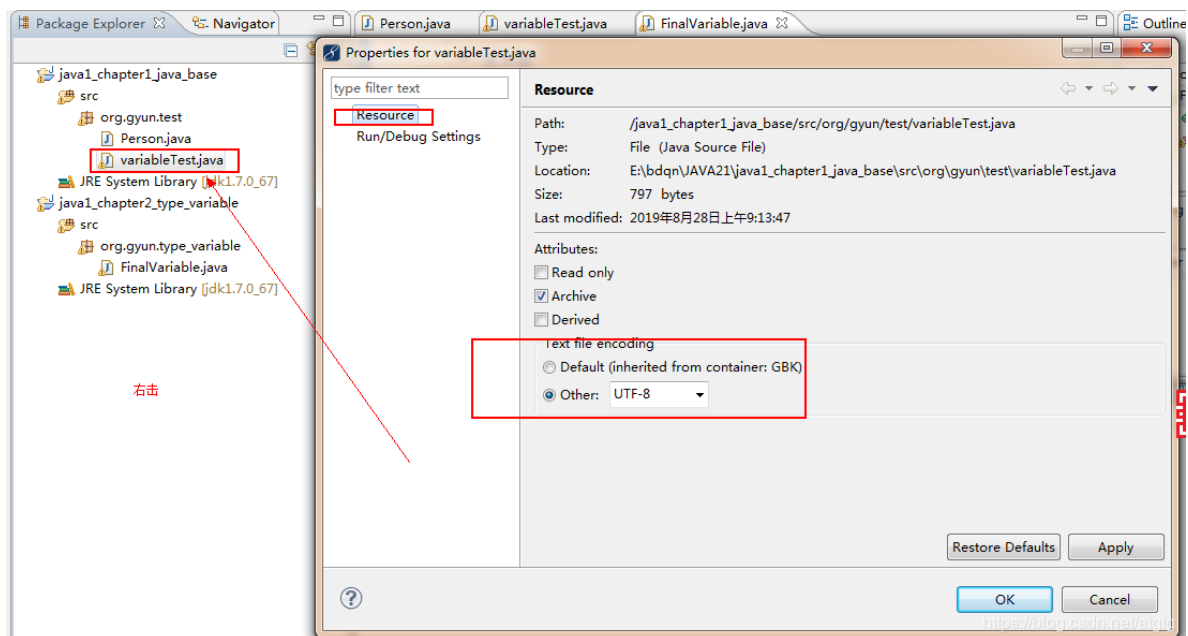 Package Explorer
Navigator
Person.java
variableTest.java
FinalVariable.java
Outline
java1_chapter1_java_base
src
org.gyun.test
Person.java
variableTest.java
JRE System Library [jdk1.7.0_67]
java1_chapter2_type_variable
src
org.gyun.type_variable
FinalVariable.java
JRE System Library [jdk1.7.0_67]
右击
Properties for variableTest.java
type filter text
Resource
Run/Debug Settings
Resource
Path: /java1_chapter1_java_base/src/org/gyun/test/variableTest.java
Type: File (Java Source File)
Location: E:\bdqn\JAVA21\java1_chapter1_java_base\src\org\gyun\test\variableTest.java
Size: 797 bytes
Last modified: 2019年8月28日上午9:13:47
Attributes:
Read only
Archive
Derived
Text file encoding
Default (inherited from container: GBK)
Other: UTF-8
Restore Defaults
Apply
OK
Cancel